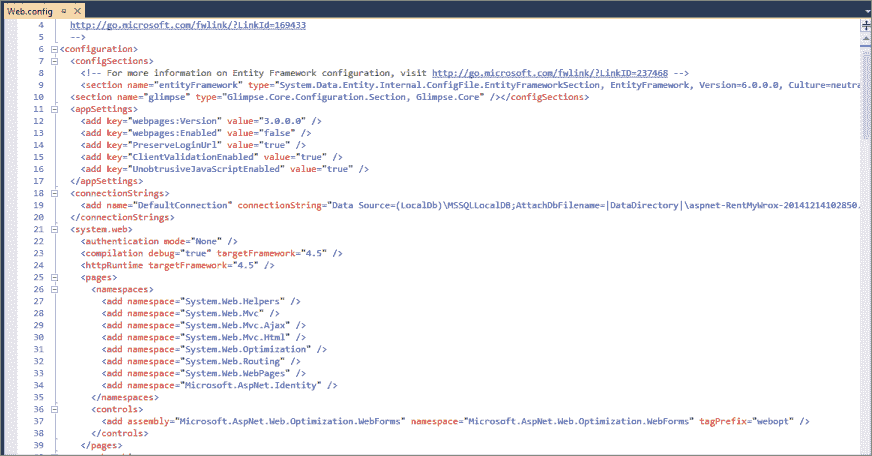 Web.config
4 http://go.microsoft.com/fwlink/?LinkId=169433
5 -->
6 <configuration>
7 <configSections>
8 <!-- For more information on Entity Framework configuration, visit http://go.microsoft.com/fwlink/?LinkID=237468 -->
9 <section name="entityFramework" type="System.Data.Entity.Internal.ConfigFile.EntityFrameworkSection, EntityFramework, Version=6.0.0.0, Culture=neutra
10 <section name="glimpse" type="Glimpse.Core.Configuration.Section, Glimpse.Core" /></configSections>
11 <appSettings>
12 <add key="webpages:Version" value="3.0.0.0" />
13 <add key="webpages:Enabled" value="false" />
14 <add key="PreserveLoginUrl" value="true" />
15 <add key="ClientValidationEnabled" value="true" />
16 <add key="UnobtrusiveJavaScriptEnabled" value="true" />
17 </appSettings>
18 <connectionStrings>
19 <add name="DefaultConnection" connectionString="Data Source=(LocalDb)\MSSQLLocalDB;AttachDbFilename=|DataDirectory|\aspnet-RentMyWrox-20141214102850.
20 </connectionStrings>
21 <system.web>
22 <authentication mode="None" />
23 <compilation debug="true" targetFramework="4.5" />
24 <httpRuntime targetFramework="4.5" />
25 <pages>
26 <namespaces>
27 <add namespace="System.Web.Helpers" />
28 <add namespace="System.Web.Mvc" />
29 <add namespace="System.Web.Mvc.Ajax" />
30 <add namespace="System.Web.Mvc.Html" />
31 <add namespace="System.Web.Optimization" />
32 <add namespace="System.Web.Routing" />
33 <add namespace="System.Web.WebPages" />
34 <add namespace="Microsoft.AspNet.Identity" />
35 </namespaces>
36 <controls>
37 <add assembly="Microsoft.AspNet.Web.Optimization.WebForms" namespace="Microsoft.AspNet.Web.Optimization.WebForms" tagPrefix="webopt" />
38 </controls>
39 </pages>